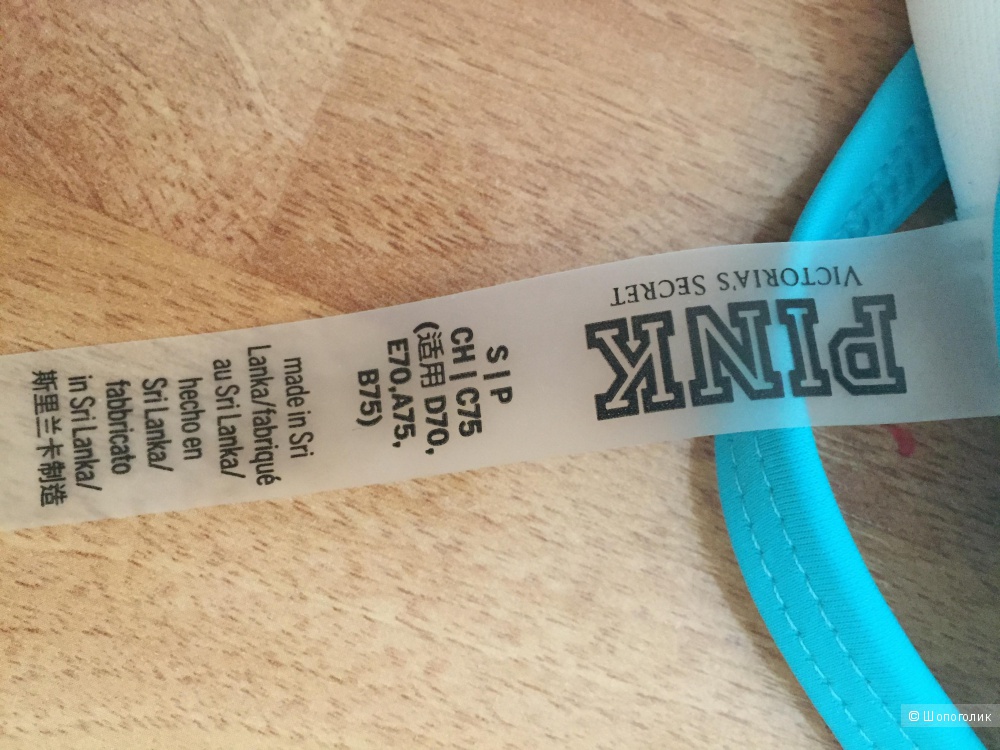 VICTORIA'S SECRET
PINK
S | P
CH | C75
(适用 D70,
E70.A75,
B75)
made in Sri
Lanka/fabriqué
au Sri Lanka/
hecho en
Sri Lanka/
fabbricato
in Sri Lanka/
斯里兰卡制造
© Шопоголик